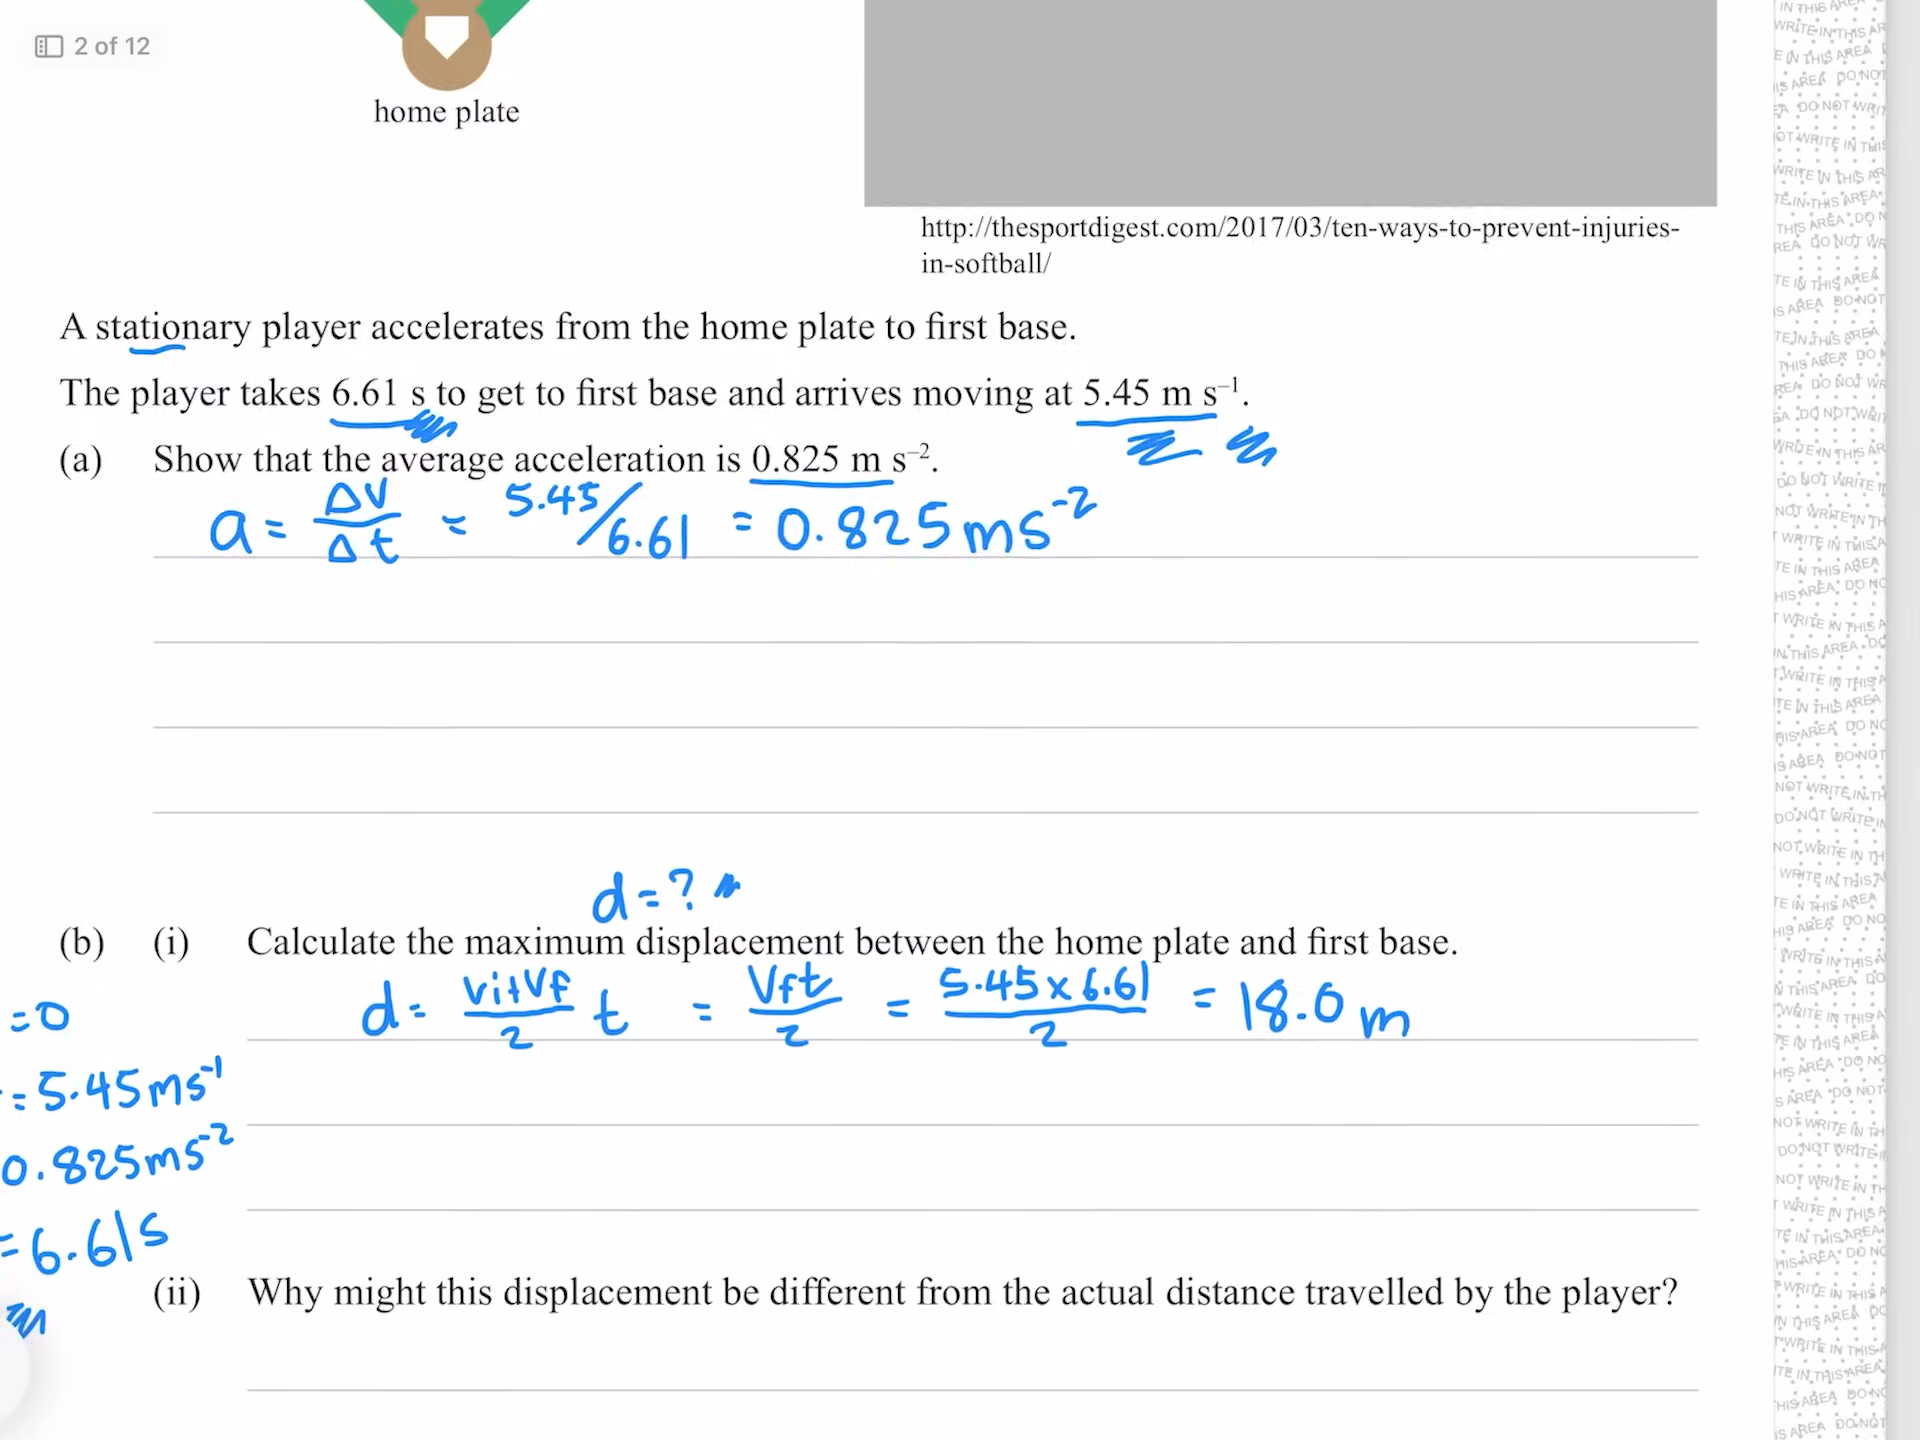 2 of 12
home plate
http://thesportdigest.com/2017/03/ten-ways-to-prevent-injuries-
in-softball/
A stationary player accelerates from the home plate to first base.
The player takes 6.61 s to get to first base and arrives moving at 5.45 m s⁻¹.
(a) Show that the average acceleration is 0.825 m s⁻².
a = Δv/Δt = 5.45/6.61 = 0.825 ms⁻²
d = ?
(b) (i) Calculate the maximum displacement between the home plate and first base.
d = vi+vf/2 t = vft/2 = 5.45 x 6.61/2 = 18.0 m
=0
= 5.45 ms⁻¹
0.825 ms⁻²
= 6.61s
(ii) Why might this displacement be different from the actual distance travelled by the player?